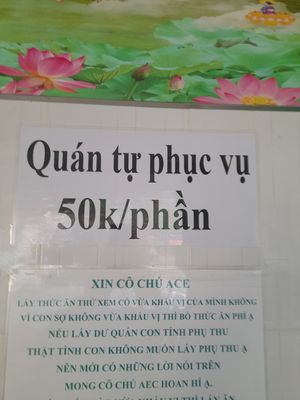 Quán tự phục vụ
50k/phần
XIN CÔ CHÚ ACE
LẤY THỨC ĂN THỬ XEM CÓ VỪA KHẨU VỊ CỦA MÌNH KHÔNG
VÌ CON SỢ KHÔNG VỪA KHẨU VỊ THÌ BỎ THỨC ĂN PHÍ Ạ
NẾU LẤY DƯ QUÁN CON TÍNH PHỤ THU
THẬT TÌNH CON KHÔNG MUỐN LẤY PHỤ THU Ạ
NÊN MỚI CÓ NHỮNG LỜI NÓI TRÊN
MONG CÔ CHÚ AEC HOAN HỈ Ạ.